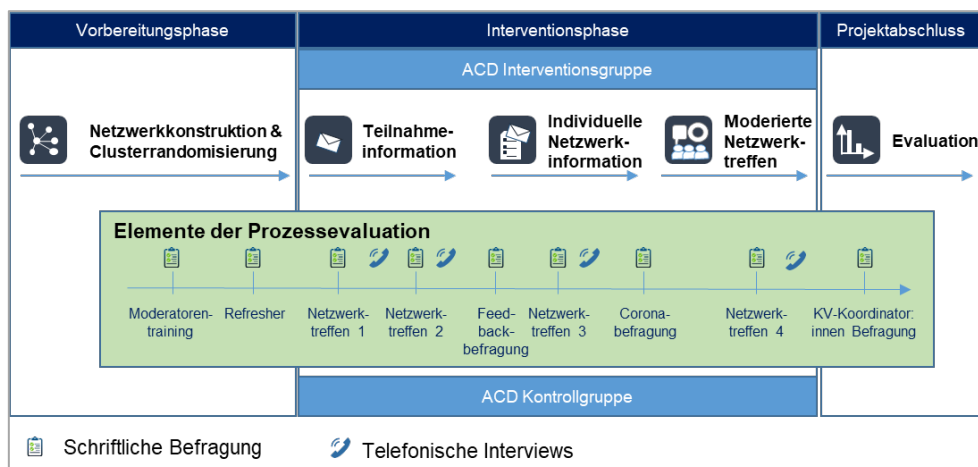 Vorbereitungsphase
Interventionsphase
Projektabschluss
ACD Interventionsgruppe
Netzwerkkonstruktion &
Clusterrandomisierung
Teilnahme-
information
Individuelle
Netzwerk-
information
Moderierte
Netzwerk-
treffen
Evaluation
Elemente der Prozessevaluation
Moderatoren-
training
Refresher
Netzwerk-
treffen 1
Netzwerk-
treffen 2
Feed-
back-
befragung
Netzwerk-
treffen 3
Corona-
befragung
Netzwerk-
treffen 4
KV-Koordinator:
innen Befragung
ACD Kontrollgruppe
Schriftliche Befragung
Telefonische Interviews